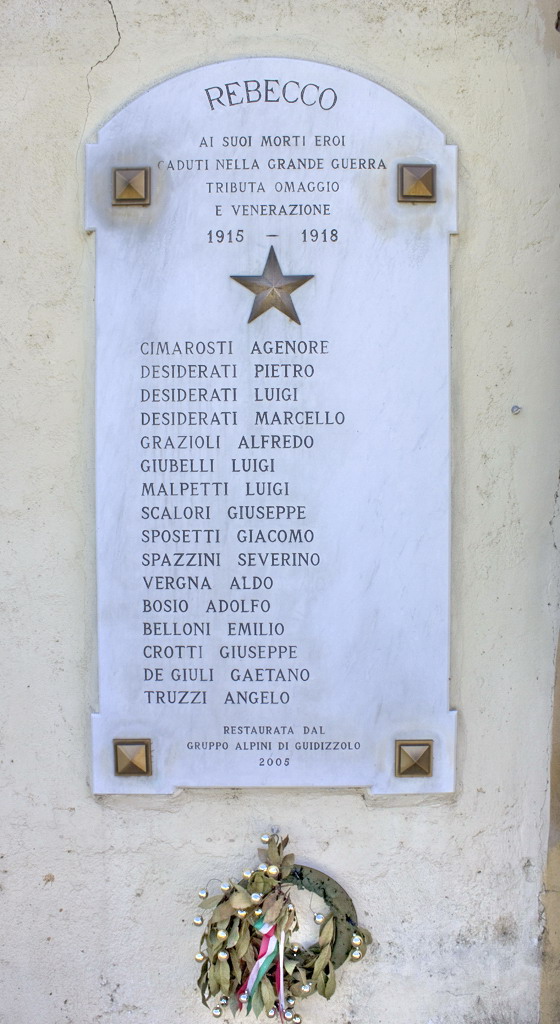 REBECCO
AI SUOI MORTI EROI
CADUTI NELLA GRANDE GUERRA
TRIBUTA OMAGGIO
E VENERAZIONE
1915 – 1918
CIMAROSTI AGENORE
DESIDERATI PIETRO
DESIDERATI LUIGI
DESIDERATI MARCELLO
GRAZIOLI ALFREDO
GIUBELLI LUIGI
MALPETTI LUIGI
SCALORI GIUSEPPE
SPOSETTI GIACOMO
SPAZZINI SEVERINO
VERGNA ALDO
BOSIO ADOLFO
BELLONI EMILIO
CROTTI GIUSEPPE
DE GIULI GAETANO
TRUZZI ANGELO
RESTAURATA DAL
GRUPPO ALPINI DI GUIDIZZOLO
2005